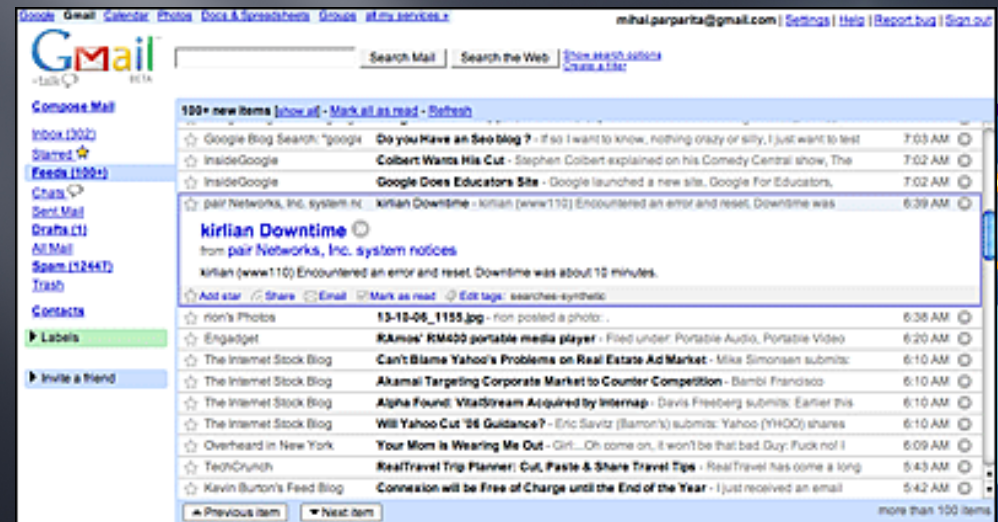 Google Gmail Calendar Photos Docs & Spreadsheets Groups all my services »
mihai.parparita@gmail.com | Settings | Help | Report bug | Sign out
Gmail
talk BETA
Search Mail Search the Web Show search options
Create a filter
Compose Mail
Inbox (302)
Starred
Feeds (100+)
Chats
Sent Mail
Drafts (1)
All Mail
Spam (12447)
Trash
Contacts
Labels
Invite a friend
100+ new items [show all] - Mark all as read - Refresh
Google Blog Search: "google Do you Have an Seo blog ? - If so I want to know, nothing crazy or silly, I just want to test 7:03 AM
InsideGoogle Colbert Wants His Cut - Stephen Colbert explained on his Comedy Central show, The 7:02 AM
InsideGoogle Google Does Educators Site - Google launched a new site, Google For Educators, 7:02 AM
pair Networks, Inc. system nc kirlian Downtime - kirlian (www110) Encountered an error and reset. Downtime was 6:39 AM
kirlian Downtime
from pair Networks, Inc. system notices
kirlian (www110) Encountered an error and reset. Downtime was about 10 minutes.
Add star Share Email Mark as read Edit tags: searches-synthetic
rion's Photos 13-10-06_1155.jpg - rion posted a photo: . 6:38 AM
Engadget RAmos' RM400 portable media player - Filed under: Portable Audio, Portable Video 6:20 AM
The Internet Stock Blog Can't Blame Yahoo's Problems on Real Estate Ad Market - Mike Simonsen submits: 6:10 AM
The Internet Stock Blog Akamai Targeting Corporate Market to Counter Competition - Bambi Francisco 6:10 AM
The Internet Stock Blog Alpha Found: VitalStream Acquired by Internap - Davis Freeberg submits: Earlier this 6:10 AM
The Internet Stock Blog Will Yahoo Cut '06 Guidance? - Eric Savitz (Barron's) submits: Yahoo (YHOO) shares 6:10 AM
Overheard in New York Your Mom is Wearing Me Out - Girl:...Oh come on, it won't be that bad. Guy: Fuck no! I 6:09 AM
TechCrunch RealTravel Trip Planner: Cut, Paste & Share Travel Tips - RealTravel has come a long 5:43 AM
Kevin Burton's Feed Blog Connexion will be Free of Charge until the End of the Year - I just received an email 5:42 AM
Previous item Next item more than 100 items